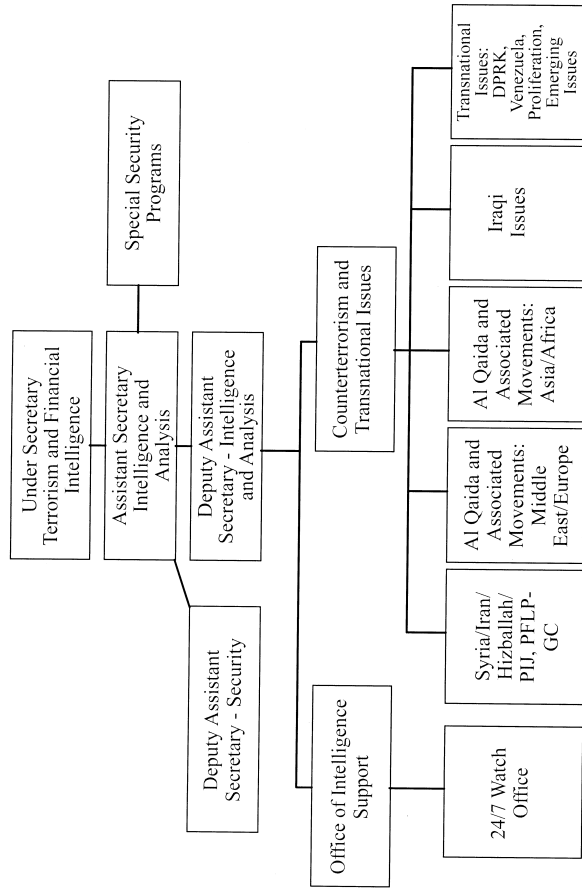 Under Secretary
Terrorism and Financial
Intelligence
Assistant Secretary
Intelligence and
Analysis
Special Security
Programs
Deputy Assistant
Secretary - Security
Deputy Assistant
Secretary - Intelligence
and Analysis
Office of Intelligence
Support
Counterterrorism and
Transnational Issues
24/7 Watch
Office
Syria/Iran/
Hizballah/
PIJ, PFLP-
GC
Al Qaida and
Associated
Movements:
Middle
East/Europe
Al Qaida and
Associated
Movements:
Asia/Africa
Iraqi
Issues
Transnational
Issues:
DPRK,
Venezuela,
Proliferation,
Emerging
Issues